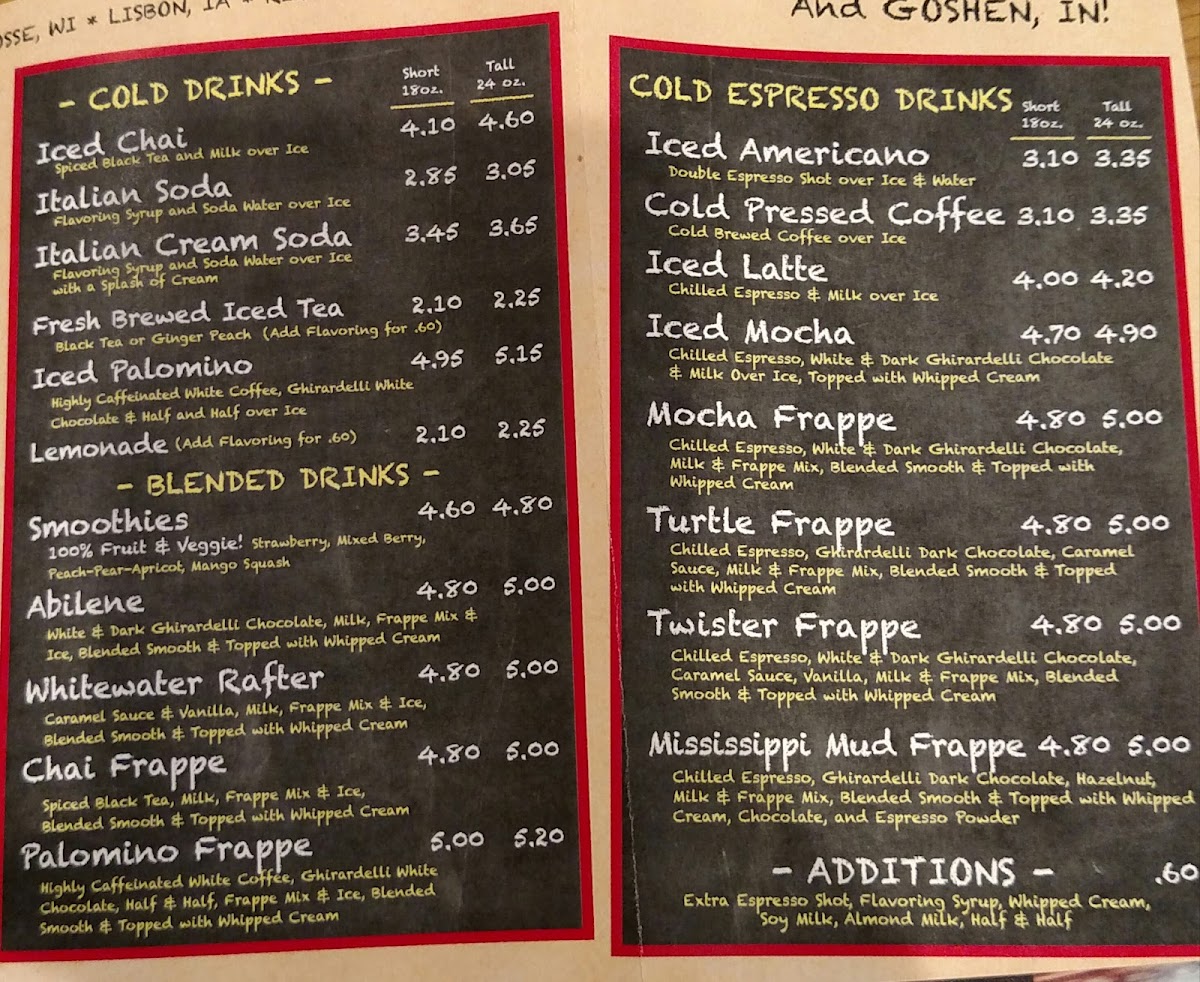 OSSE, WI * LISBON, IA *
And GOSHEN, IN!
- COLD DRINKS -
Short 18oz.
Tall 24 oz.
Iced Chai 4.10 4.60
Spiced Black Tea and Milk over Ice
Italian Soda 2.85 3.05
Flavoring Syrup and Soda Water over Ice
Italian Cream Soda 3.45 3.65
Flavoring Syrup and Soda Water over Ice
with a Splash of Cream
Fresh Brewed Iced Tea 2.10 2.25
Black Tea or Ginger Peach (Add Flavoring for .60)
Iced Palomino 4.95 5.15
Highly Caffeinated White Coffee, Ghirardelli White
Chocolate & Half and Half over Ice
Lemonade (Add Flavoring for .60) 2.10 2.25
- BLENDED DRINKS -
Smoothies 4.60 4.80
100% Fruit & Veggie! Strawberry, Mixed Berry,
Peach-Pear-Apricot, Mango Squash
Abilene 4.80 5.00
White & Dark Ghirardelli Chocolate, Milk, Frappe Mix &
Ice, Blended Smooth & Topped with Whipped Cream
Whitewater Rafter 4.80 5.00
Caramel Sauce & Vanilla, Milk, Frappe Mix & Ice,
Blended Smooth & Topped with Whipped Cream
Chai Frappe 4.80 5.00
Spiced Black Tea, Milk, Frappe Mix & Ice,
Blended Smooth & Topped with Whipped Cream
Palomino Frappe 5.00 5.20
Highly Caffeinated White Coffee, Ghirardelli White
Chocolate, Half & Half, Frappe Mix & Ice, Blended
Smooth & Topped with Whipped Cream
COLD ESPRESSO DRINKS
Short 18oz.
Tall 24 oz.
Iced Americano 3.10 3.35
Double Espresso Shot over Ice & Water
Cold Pressed Coffee 3.10 3.35
Cold Brewed Coffee over Ice
Iced Latte 4.00 4.20
Chilled Espresso & Milk over Ice
Iced Mocha 4.70 4.90
Chilled Espresso, White & Dark Ghirardelli Chocolate
& Milk Over Ice, Topped with Whipped Cream
Mocha Frappe 4.80 5.00
Chilled Espresso, White & Dark Ghirardelli Chocolate,
Milk & Frappe Mix, Blended Smooth & Topped with
Whipped Cream
Turtle Frappe 4.80 5.00
Chilled Espresso, Ghirardelli Dark Chocolate, Caramel
Sauce, Milk & Frappe Mix, Blended Smooth & Topped
with Whipped Cream
Twister Frappe 4.80 5.00
Chilled Espresso, White & Dark Ghirardelli Chocolate,
Caramel Sauce, Vanilla, Milk & Frappe Mix, Blended
Smooth & Topped with Whipped Cream
Mississippi Mud Frappe 4.80 5.00
Chilled Espresso, Ghirardelli Dark Chocolate, Hazelnut,
Milk & Frappe Mix, Blended Smooth & Topped with Whipped
Cream, Chocolate, and Espresso Powder
- ADDITIONS - .60
Extra Espresso Shot, Flavoring Syrup, Whipped Cream,
Soy Milk, Almond Milk, Half & Half